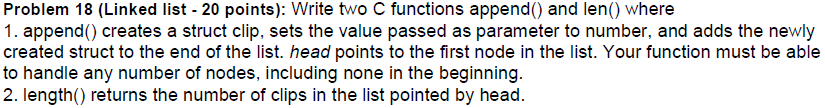 Problem 18 (Linked list - 20 points): Write two C functions append() and len() where
1. append() creates a struct clip, sets the value passed as parameter to number, and adds the newly
created struct to the end of the list. head points to the first node in the list. Your function must be able
to handle any number of nodes, including none in the beginning.
2. length() returns the number of clips in the list pointed by head.